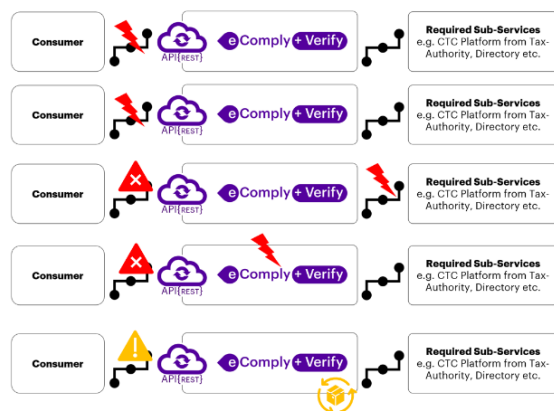 Consumer
API{REST}
eComply + Verify
Required Sub-Services
e.g. CTC Platform from Tax-
Authority, Directory etc.
Consumer
API{REST}
eComply + Verify
Required Sub-Services
e.g. CTC Platform from Tax-
Authority, Directory etc.
Consumer
API{REST}
eComply + Verify
Required Sub-Services
e.g. CTC Platform from Tax-
Authority, Directory etc.
Consumer
API{REST}
eComply + Verify
Required Sub-Services
e.g. CTC Platform from Tax-
Authority, Directory etc.
Consumer
API{REST}
eComply + Verify
Required Sub-Services
e.g. CTC Platform from Tax-
Authority, Directory etc.